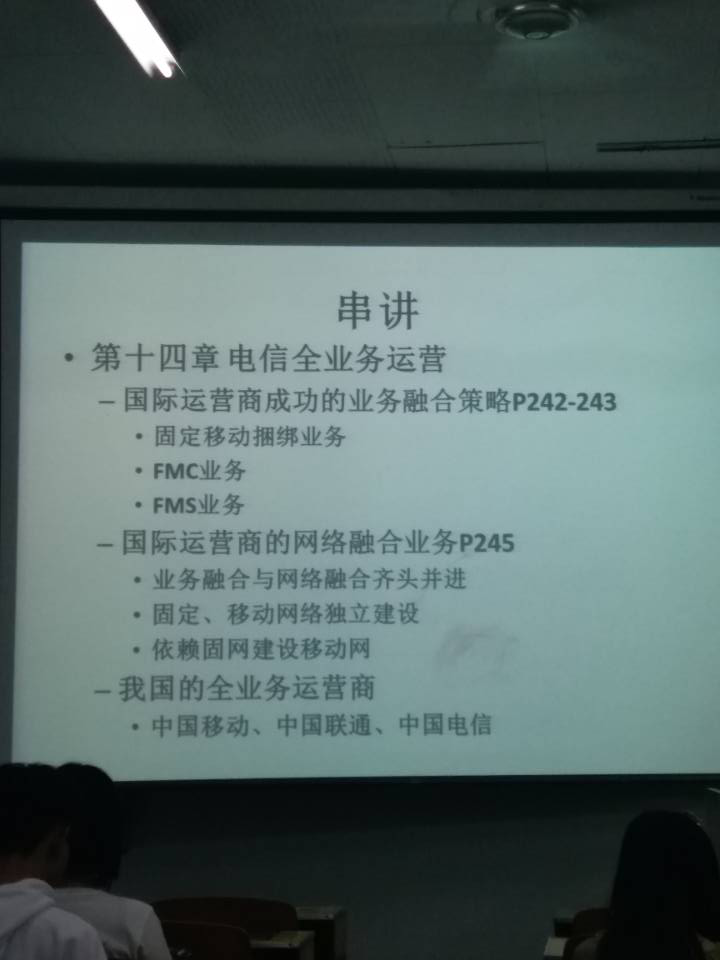 串讲
• 第十四章 电信全业务运营
– 国际运营商成功的业务融合策略P242-243
• 固定移动捆绑业务
• FMC业务
• FMS业务
– 国际运营商的网络融合业务P245
• 业务融合与网络融合齐头并进
• 固定、移动网络独立建设
• 依赖固网建设移动网
– 我国的全业务运营商
• 中国移动、中国联通、中国电信